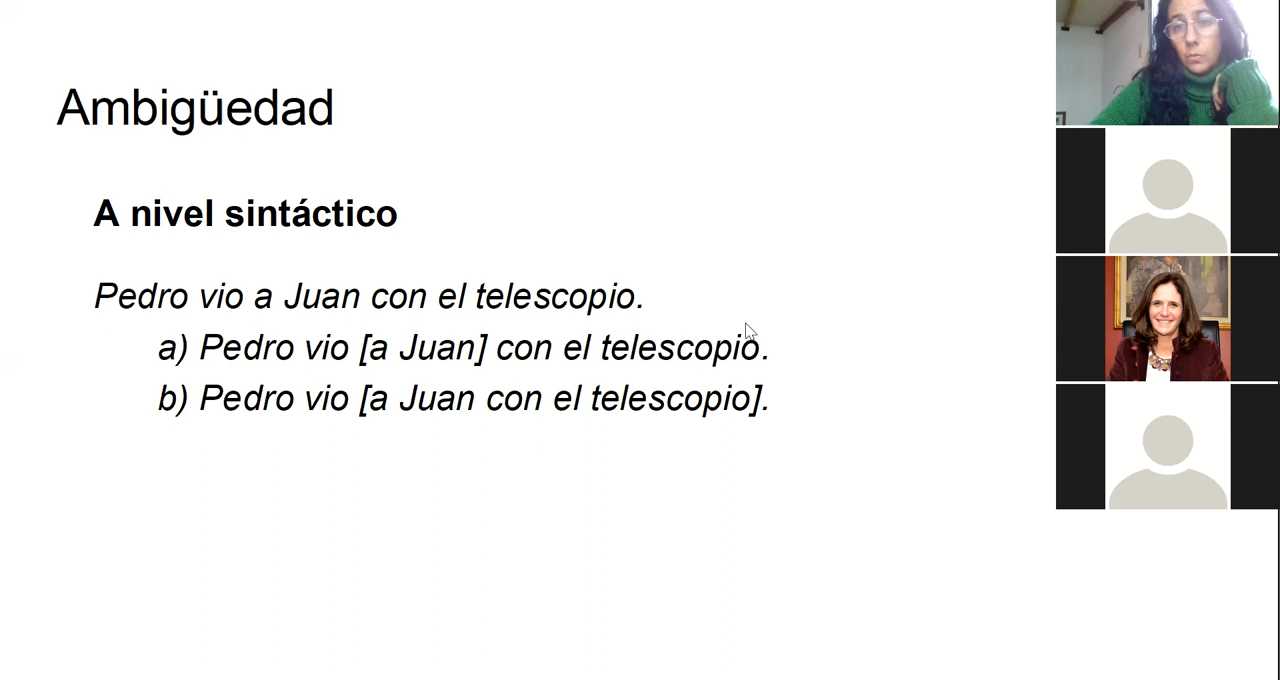 Ambigüedad
A nivel sintáctico
Pedro vio a Juan con el telescopio.
a) Pedro vio [a Juan] con el telescopio.
b) Pedro vio [a Juan con el telescopio].